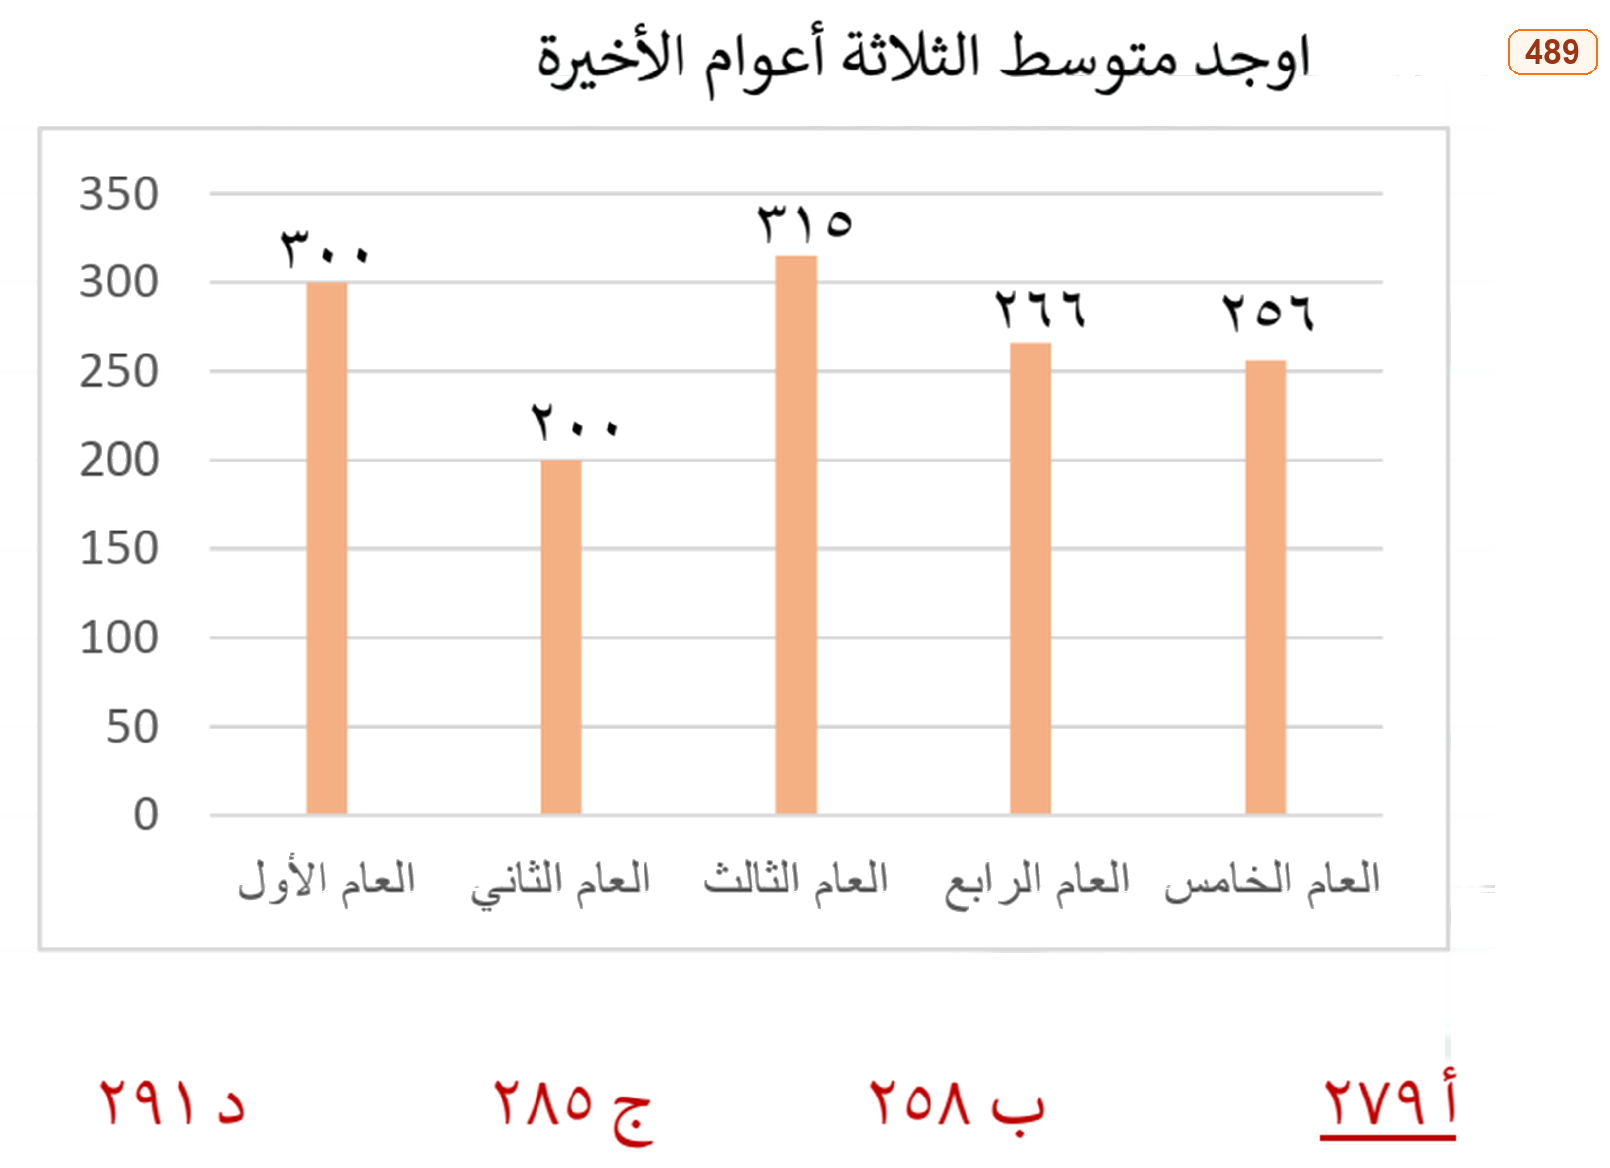 489
اوجد متوسط الثلاثة أعوام الأخيرة
350
300
250
200
150
100
50
0
٣٠٠
٢٠٠
٣١٥
٢٦٦
٢٥٦
العام الأول
العام الثاني
العام الثالث
العام الرابع
العام الخامس
أ ٢٧٩
ب ٢٥٨
ج ٢٨٥
د ٢٩١